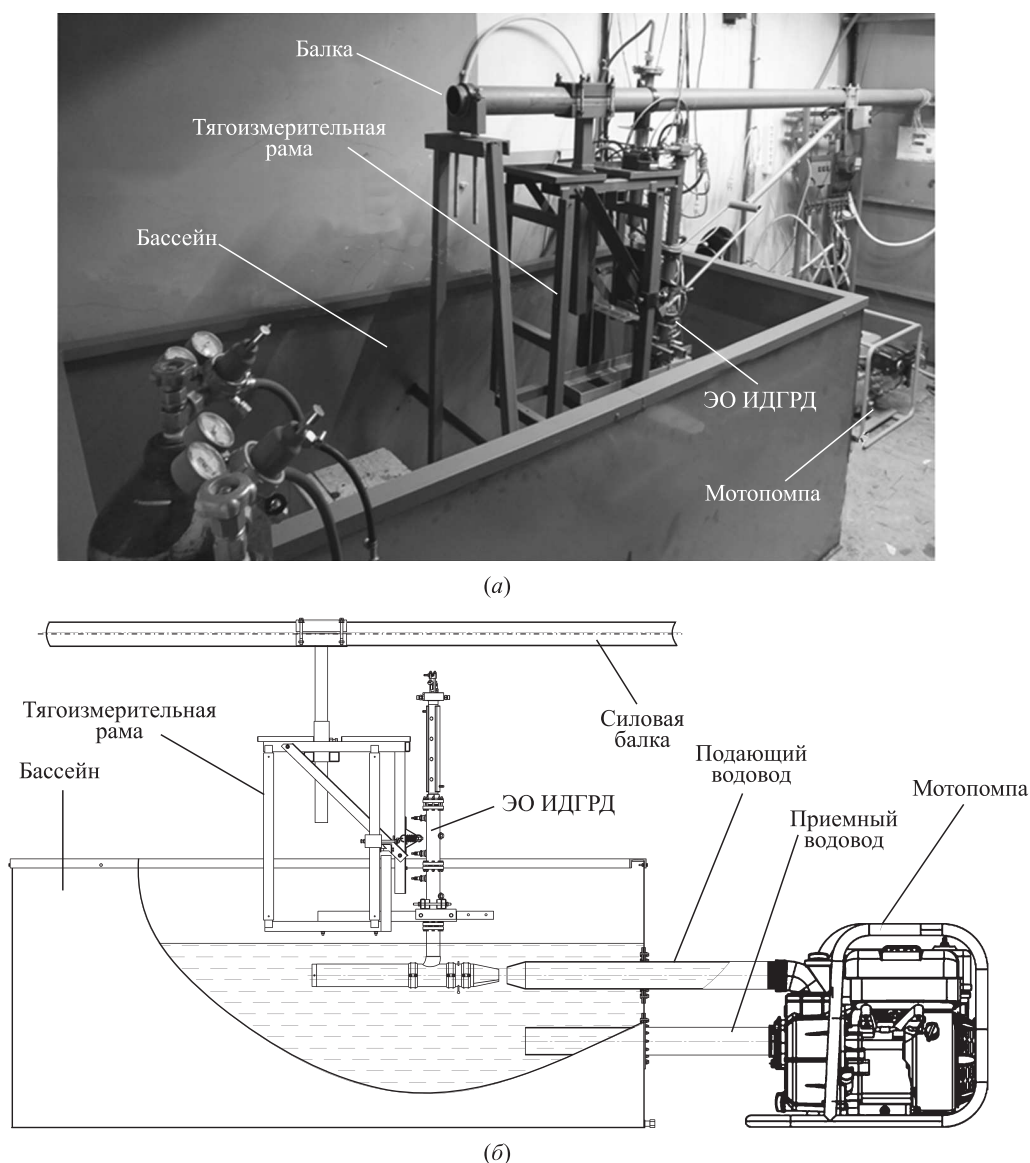 Балка
Тягоизмерительная
рама
Бассейн
ЭО ИДГРД
Мотопомпа
(а)
Тягоизмерительная
рама
Бассейн
Силовая
балка
Подающий
водовод
ЭО ИДГРД
Мотопомпа
Приемный
водовод
(б)